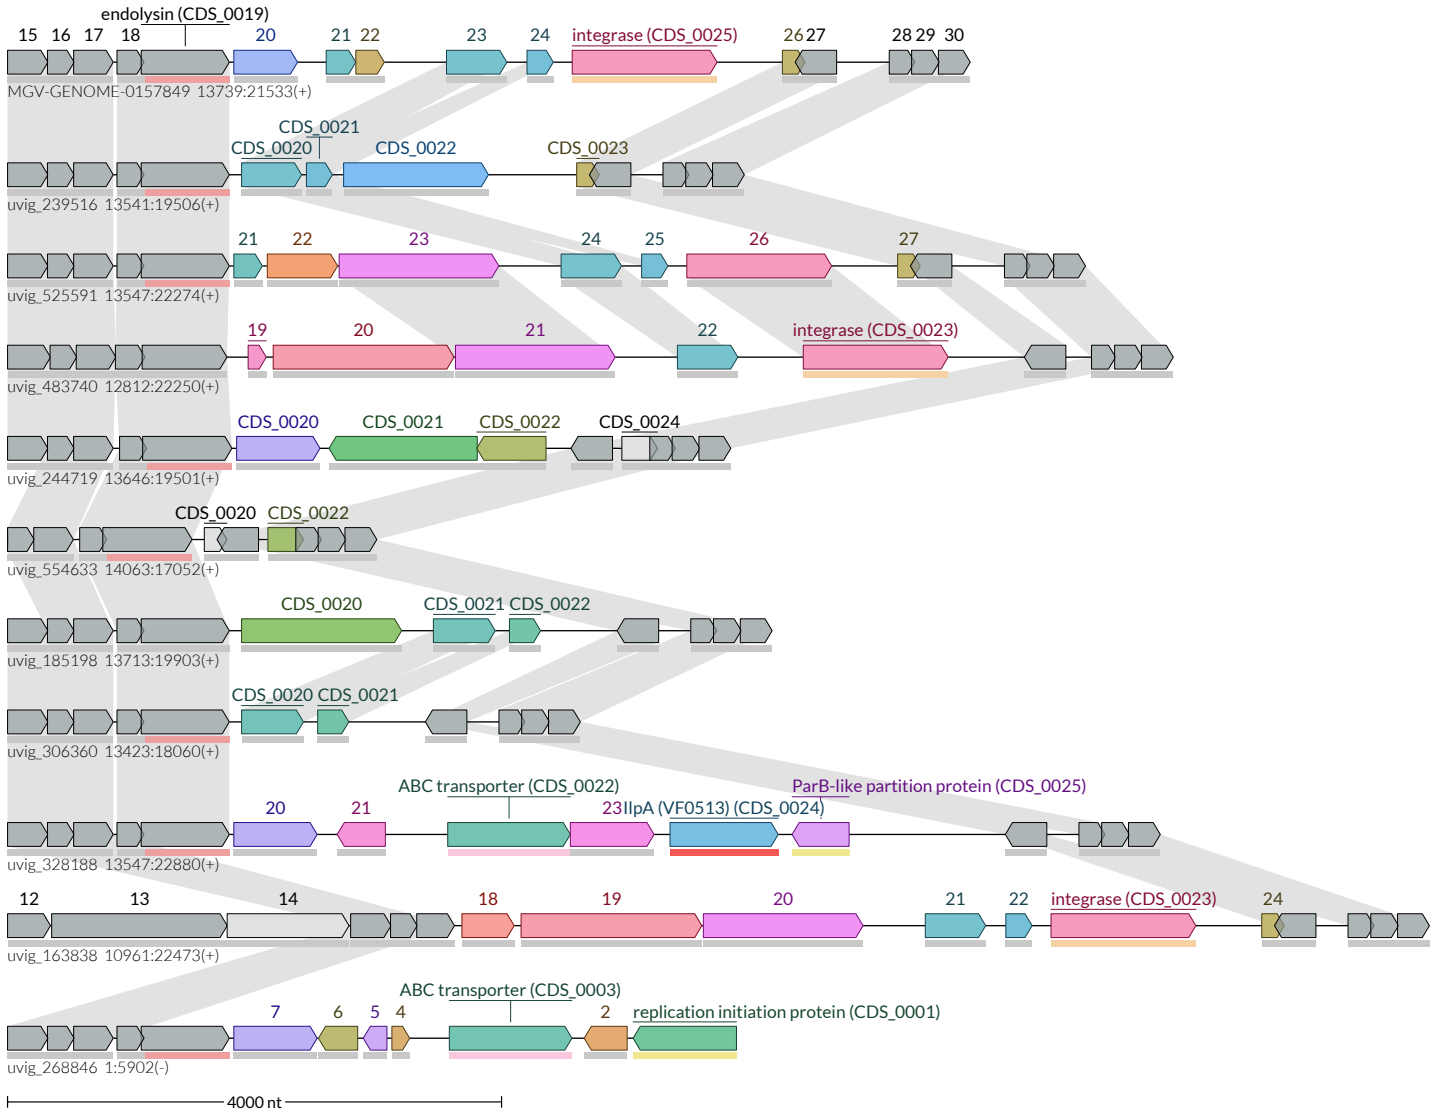 endolysin (CDS_0019)
15 16 17 18 20 21 22 23 24 integrase (CDS_0025) 26 27 28 29 30
MGV-GENOME-0157849 13739:21533(+)
CDS_0021
CDS_0020 CDS_0022 CDS_0023
uvig_239516 13541:19506(+)
21 22 23 24 25 26 27
uvig_525591 13547:22274(+)
19 20 21 22 integrase (CDS_0023)
uvig_483740 12812:22250(+)
CDS_0020 CDS_0021 CDS_0022 CDS_0024
uvig_244719 13646:19501(+)
CDS_0020 CDS_0022
uvig_554633 14063:17052(+)
CDS_0020 CDS_0021 CDS_0022
uvig_185198 13713:19903(+)
CDS_0020 CDS_0021
uvig_306360 13423:18060(+)
ABC transporter (CDS_0022) ParB-like partition protein (CDS_0025)
20 21 23 IlpA (VF0513) (CDS_0024)
uvig_328188 13547:22880(+)
12 13 14 18 19 20 21 22 integrase (CDS_0023) 24
uvig_163838 10961:22473(+)
ABC transporter (CDS_0003)
7 6 5 4 2 replication initiation protein (CDS_0001)
uvig_268846 1:5902(-)
4000 nt